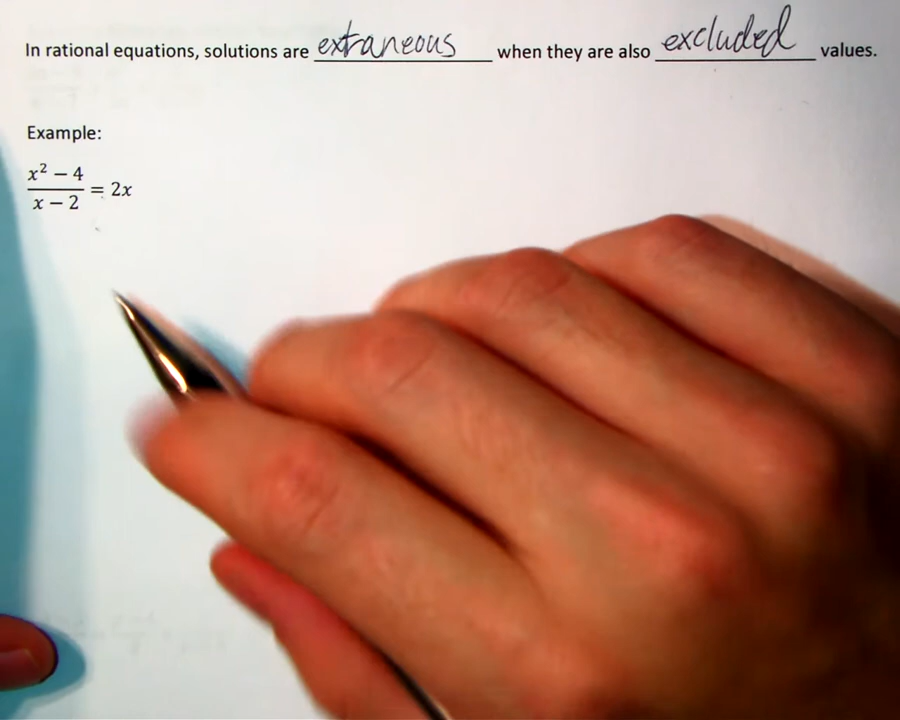 In rational equations, solutions are extraneous when they are also excluded values.
Example:
x² − 4
x − 2 = 2x